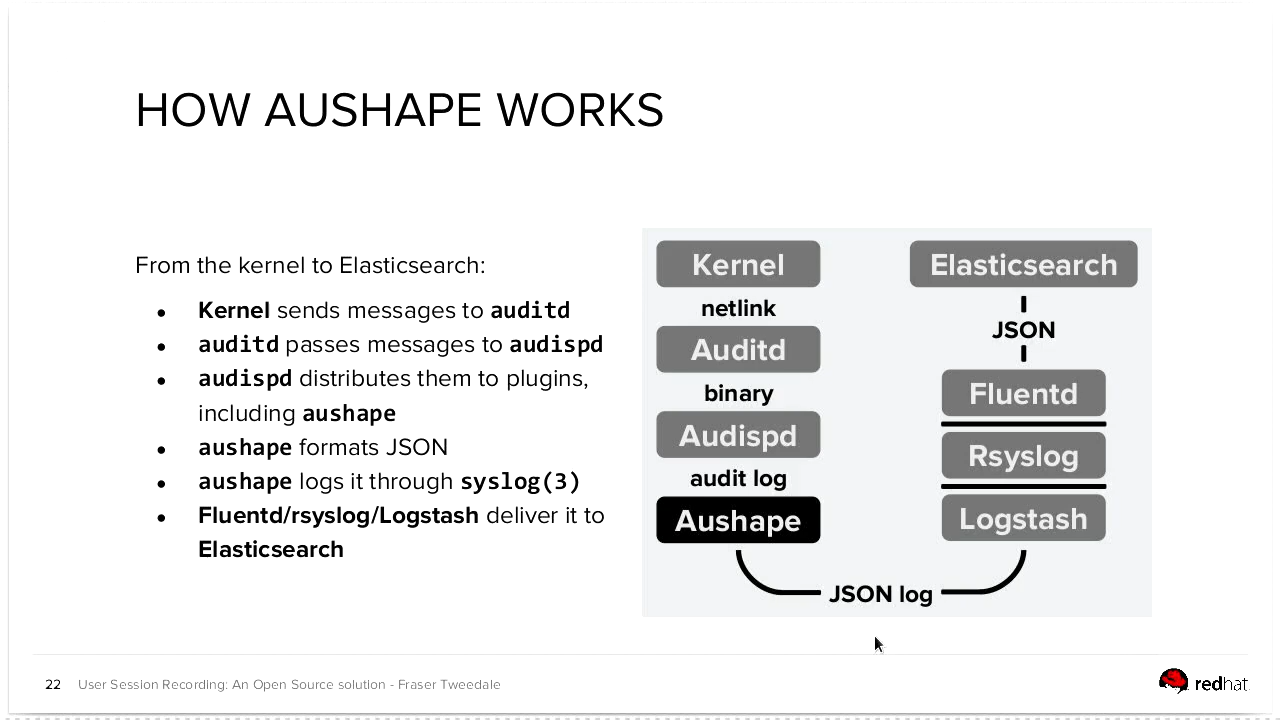 HOW AUSHAPE WORKS
From the kernel to Elasticsearch:
● Kernel sends messages to auditd
● auditd passes messages to audispd
● audispd distributes them to plugins,
including aushape
● aushape formats JSON
● aushape logs it through syslog(3)
● Fluentd/rsyslog/Logstash deliver it to
Elasticsearch
Kernel
netlink
Auditd
binary
Audispd
audit log
Aushape
JSON log
Elasticsearch
JSON
Fluentd
Rsyslog
Logstash
22 User Session Recording: An Open Source solution - Fraser Tweedale
redhat.